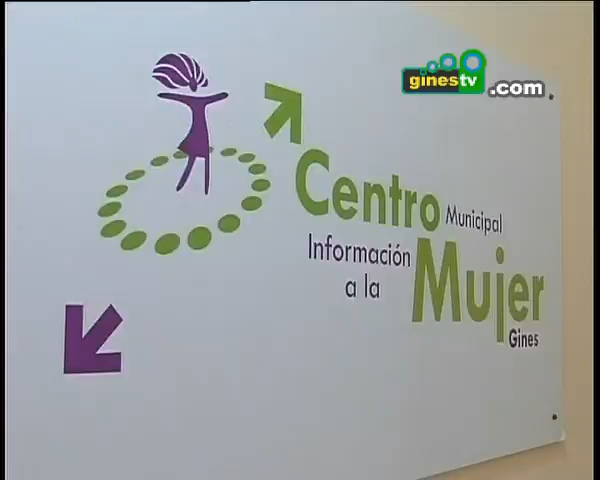 ginestv.com
Centro Municipal
Información
a la Mujer
Gines